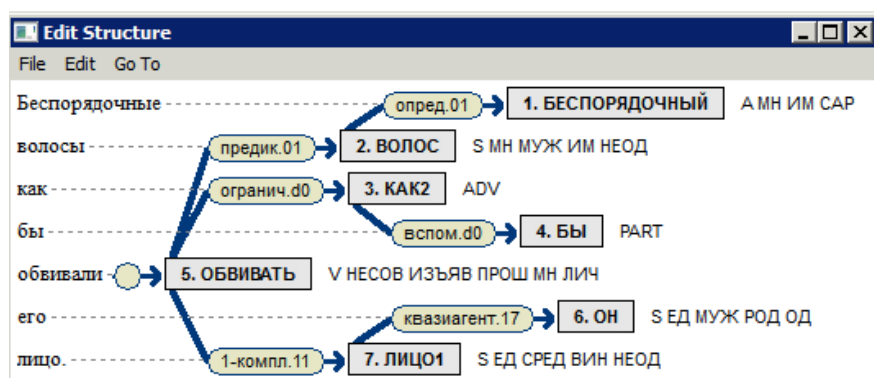 Edit Structure
File Edit Go To
Беспорядочные опред.01 1. БЕСПОРЯДОЧНЫЙ A МН ИМ CAP
волосы предик.01 2. ВОЛОС S МН МУЖ ИМ НЕОД
как огранич.d0 3. КАК2 ADV
бы вспом.d0 4. БЫ PART
обвивали 5. ОБВИВАТЬ V НЕСОВ ИЗЪЯВ ПРОШ МН ЛИЧ
его квазиагент.17 6. ОН S ЕД МУЖ РОД ОД
лицо. 1-компл.11 7. ЛИЦО1 S ЕД СРЕД ВИН НЕОД